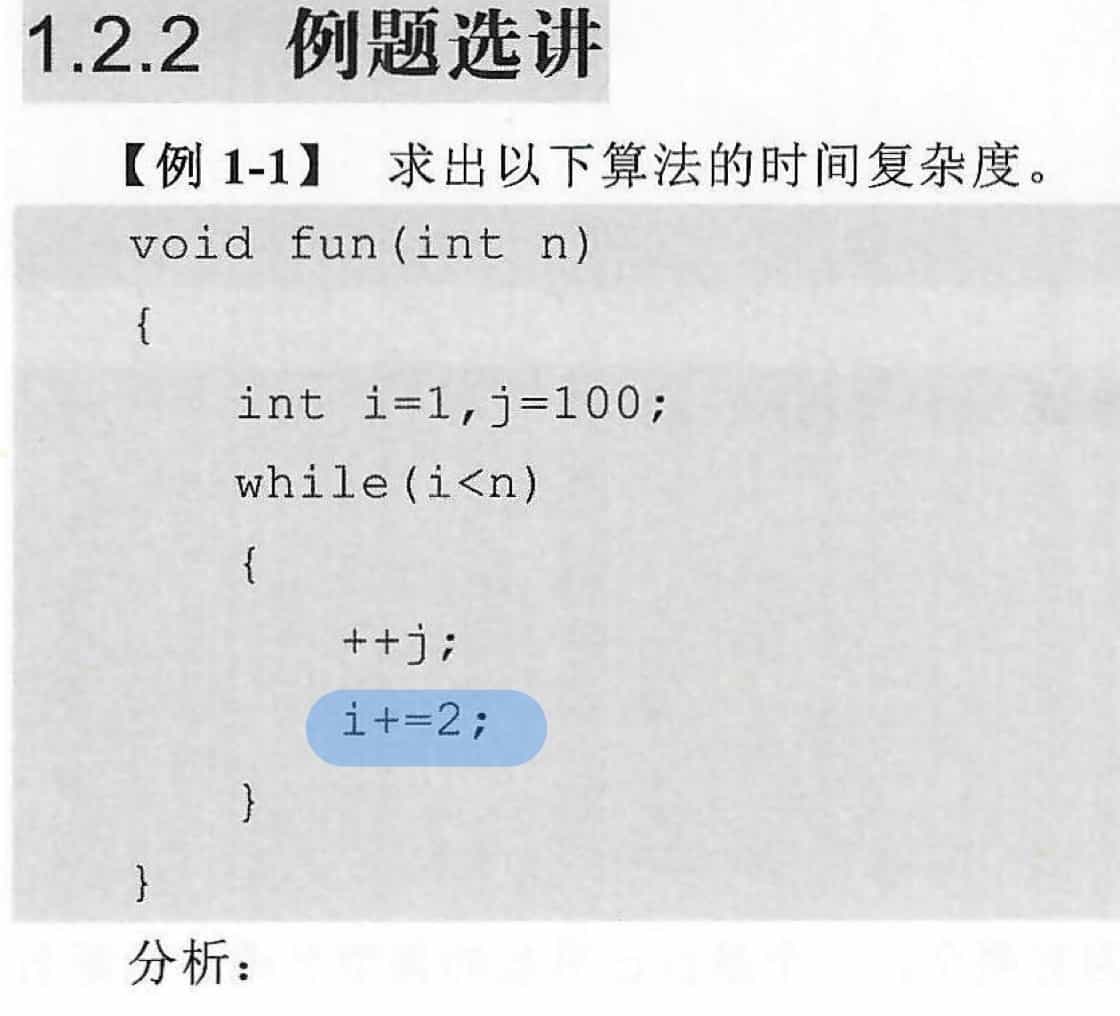 1.2.2 例题选讲
【例 1-1】 求出以下算法的时间复杂度。
void fun(int n)
{
int i=1,j=100;
while(i<n)
{
++j;
i+=2;
}
}
分析: